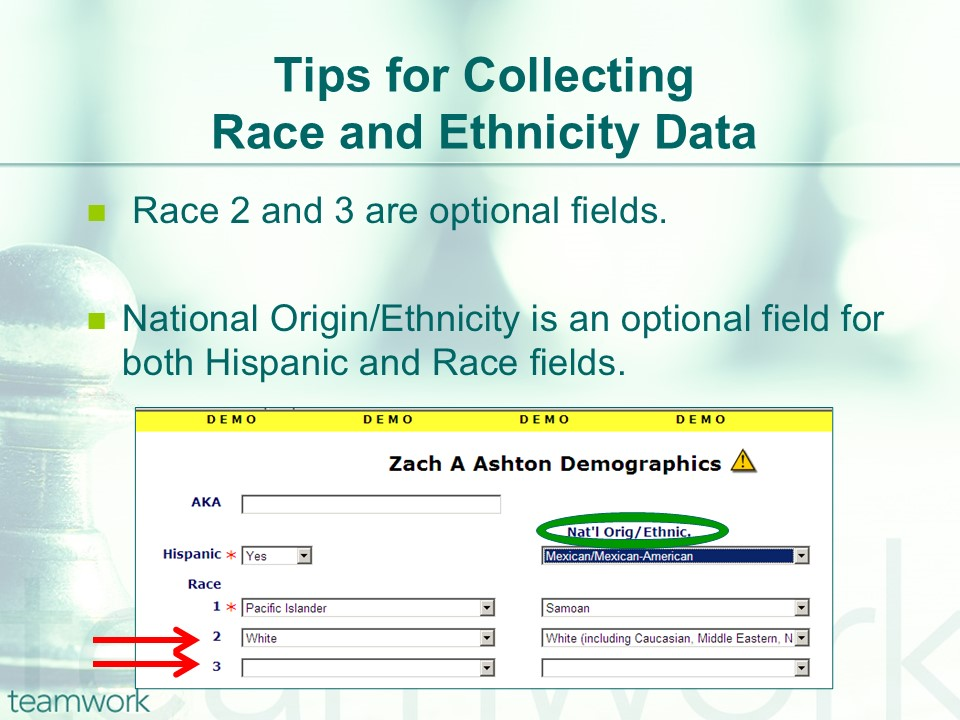 Tips for Collecting
Race and Ethnicity Data
Race 2 and 3 are optional fields.
National Origin/Ethnicity is an optional field for
both Hispanic and Race fields.
DEMO DEMO DEMO DEMO
Zach A Ashton Demographics
AKA
Nat'l Orig/Ethnic.
Hispanic * Yes Mexican/Mexican-American
Race
1 * Pacific Islander Samoan
2 White White (including Caucasian, Middle Eastern, N
3
teamwork
teamwork